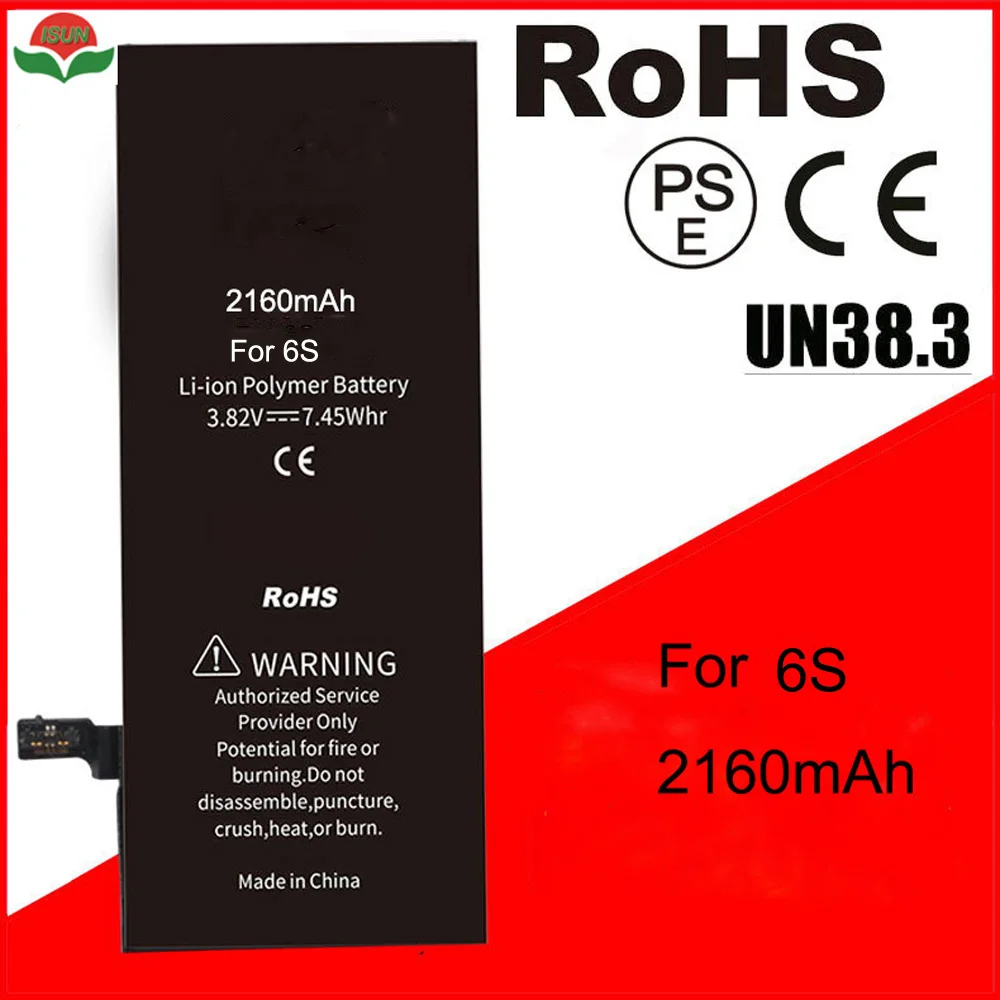 ISUN
RoHS
PS
E
CE
UN38.3
2160mAh
For 6S
Li-ion Polymer Battery
3.82V⎓7.45Whr
CE
RoHS
WARNING
Authorized Service
Provider Only
Potential for fire or
burning.Do not
disassemble,puncture,
crush,heat,or burn.
Made in China
For 6S
2160mAh